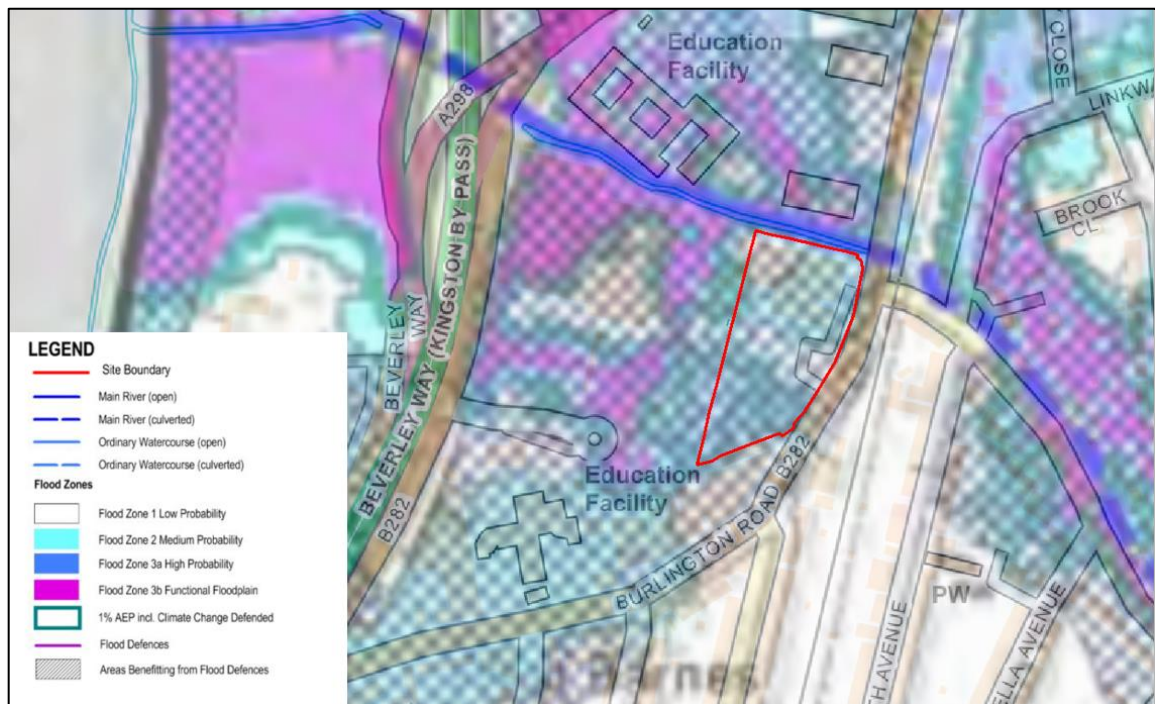 Education
Facility
A298
BEVERLEY WAY (KINGSTON BY PASS)
BEVERLEY
WAY
B282
CLOSE
LINKWA
BROOK
CL
Education
Facility
BURLINGTON ROAD B282
PW
TH AVENUE
ELLA AVENUE
Barnes
LEGEND
Site Boundary
Main River (open)
Main River (culverted)
Ordinary Watercourse (open)
Ordinary Watercourse (culverted)
Flood Zones
Flood Zone 1 Low Probability
Flood Zone 2 Medium Probability
Flood Zone 3a High Probability
Flood Zone 3b Functional Floodplain
1% AEP incl. Climate Change Defended
Flood Defences
Areas Benefitting from Flood Defences